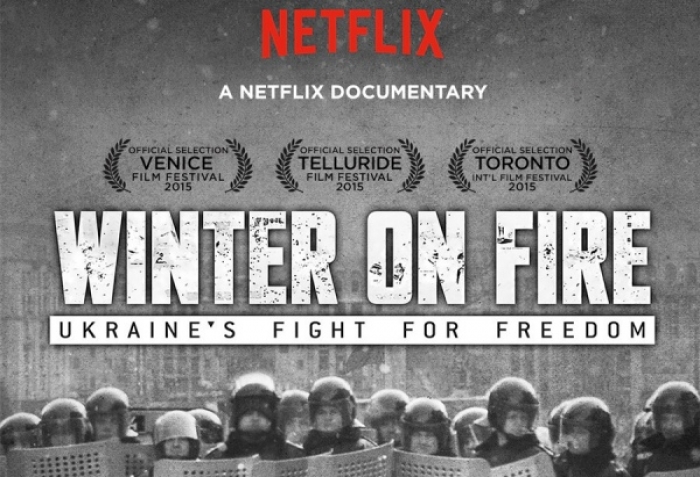 NETFLIX
A NETFLIX DOCUMENTARY
OFFICIAL SELECTION
VENICE
FILM FESTIVAL
2015
OFFICIAL SELECTION
TELLURIDE
FILM FESTIVAL
2015
OFFICIAL SELECTION
TORONTO
INT'L FILM FESTIVAL
2015
WINTER ON FIRE
UKRAINE'S FIGHT FOR FREEDOM